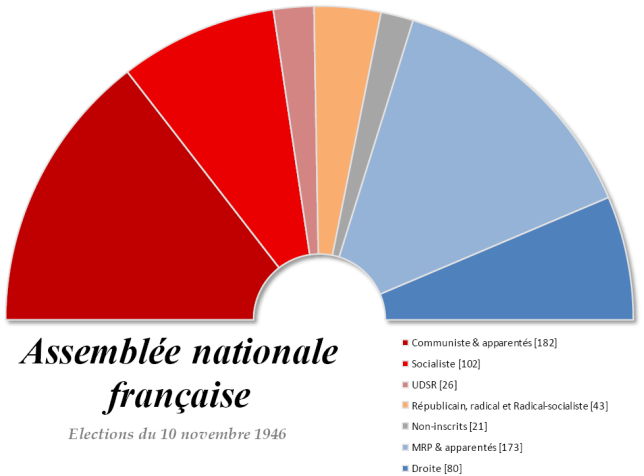 Assemblée nationale
française
Elections du 10 novembre 1946
Communiste & apparentés [182]
Socialiste [102]
UDSR [26]
Républicain, radical et Radical-socialiste [43]
Non-inscrits [21]
MRP & apparentés [173]
Droite [80]